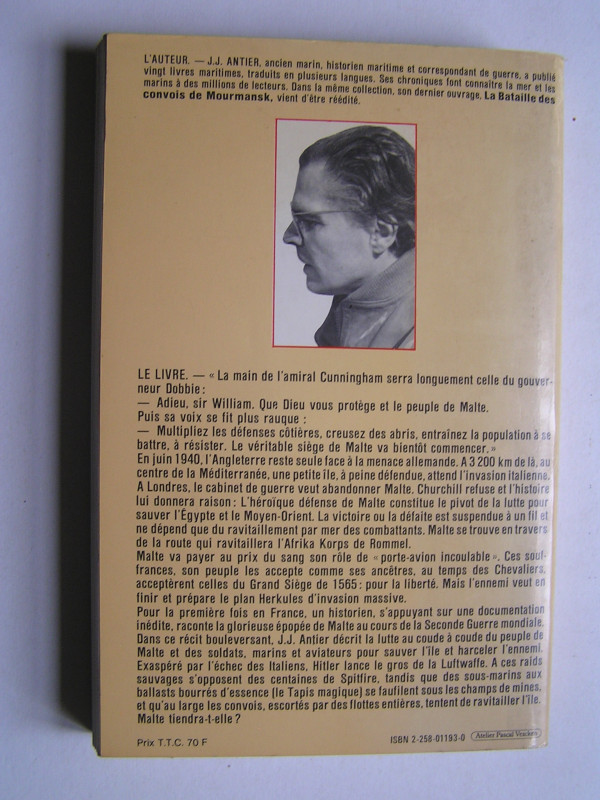 L'AUTEUR. — J.J. ANTIER, ancien marin, historien maritime et correspondant de guerre, a publié
vingt livres maritimes, traduits en plusieurs langues. Ses chroniques font connaître la mer et les
marins à des millions de lecteurs. Dans la même collection, son dernier ouvrage, La Bataille des
convois de Mourmansk, vient d'être réédité.
LE LIVRE. — « La main de l'amiral Cunningham serra longuement celle du gouver-
neur Dobbie :
— Adieu, sir William. Que Dieu vous protège et le peuple de Malte.
Puis sa voix se fit plus rauque :
— Multipliez les défenses côtières, creusez des abris, entraînez la population à se
battre, à résister. Le véritable siège de Malte va bientôt commencer. »
En juin 1940, l'Angleterre reste seule face à la menace allemande. A 3 200 km de là, au
centre de la Méditerranée, une petite île, à peine défendue, attend l'invasion italienne.
A Londres, le cabinet de guerre veut abandonner Malte. Churchill refuse et l'histoire
lui donnera raison : L'héroïque défense de Malte constitue le pivot de la lutte pour
sauver l'Égypte et le Moyen-Orient. La victoire ou la défaite est suspendue à un fil et
ne dépend que du ravitaillement par mer des combattants. Malte se trouve en travers
de la route qui ravitaillera l'Afrika Korps de Rommel.
Malte va payer au prix du sang son rôle de « porte-avion incoulable ». Ces souf-
frances, son peuple les accepte comme ses ancêtres, au temps des Chevaliers,
acceptèrent celles du Grand Siège de 1565 : pour la liberté. Mais l'ennemi veut en
finir et prépare le plan Herkules d'invasion massive.
Pour la première fois en France, un historien, s'appuyant sur une documentation
inédite, raconte la glorieuse épopée de Malte au cours de la Seconde Guerre mondiale.
Dans ce récit bouleversant, J.J. Antier décrit la lutte au coude à coude du peuple de
Malte et des soldats, marins et aviateurs pour sauver l'île et harceler l'ennemi.
Exaspéré par l'échec des Italiens, Hitler lance le gros de la Luftwaffe. A ces raids
sauvages s'opposent des centaines de Spitfire, tandis que des sous-marins aux
ballasts bourrés d'essence (le Tapis magique) se faufilent sous les champs de mines,
et qu'au large les convois, escortés par des flottes entières, tentent de ravitailler l'île.
Malte tiendra-t-elle ?
Prix T.T.C. 70 F
ISBN 2-258-01193-0
Atelier Pascal Vercken